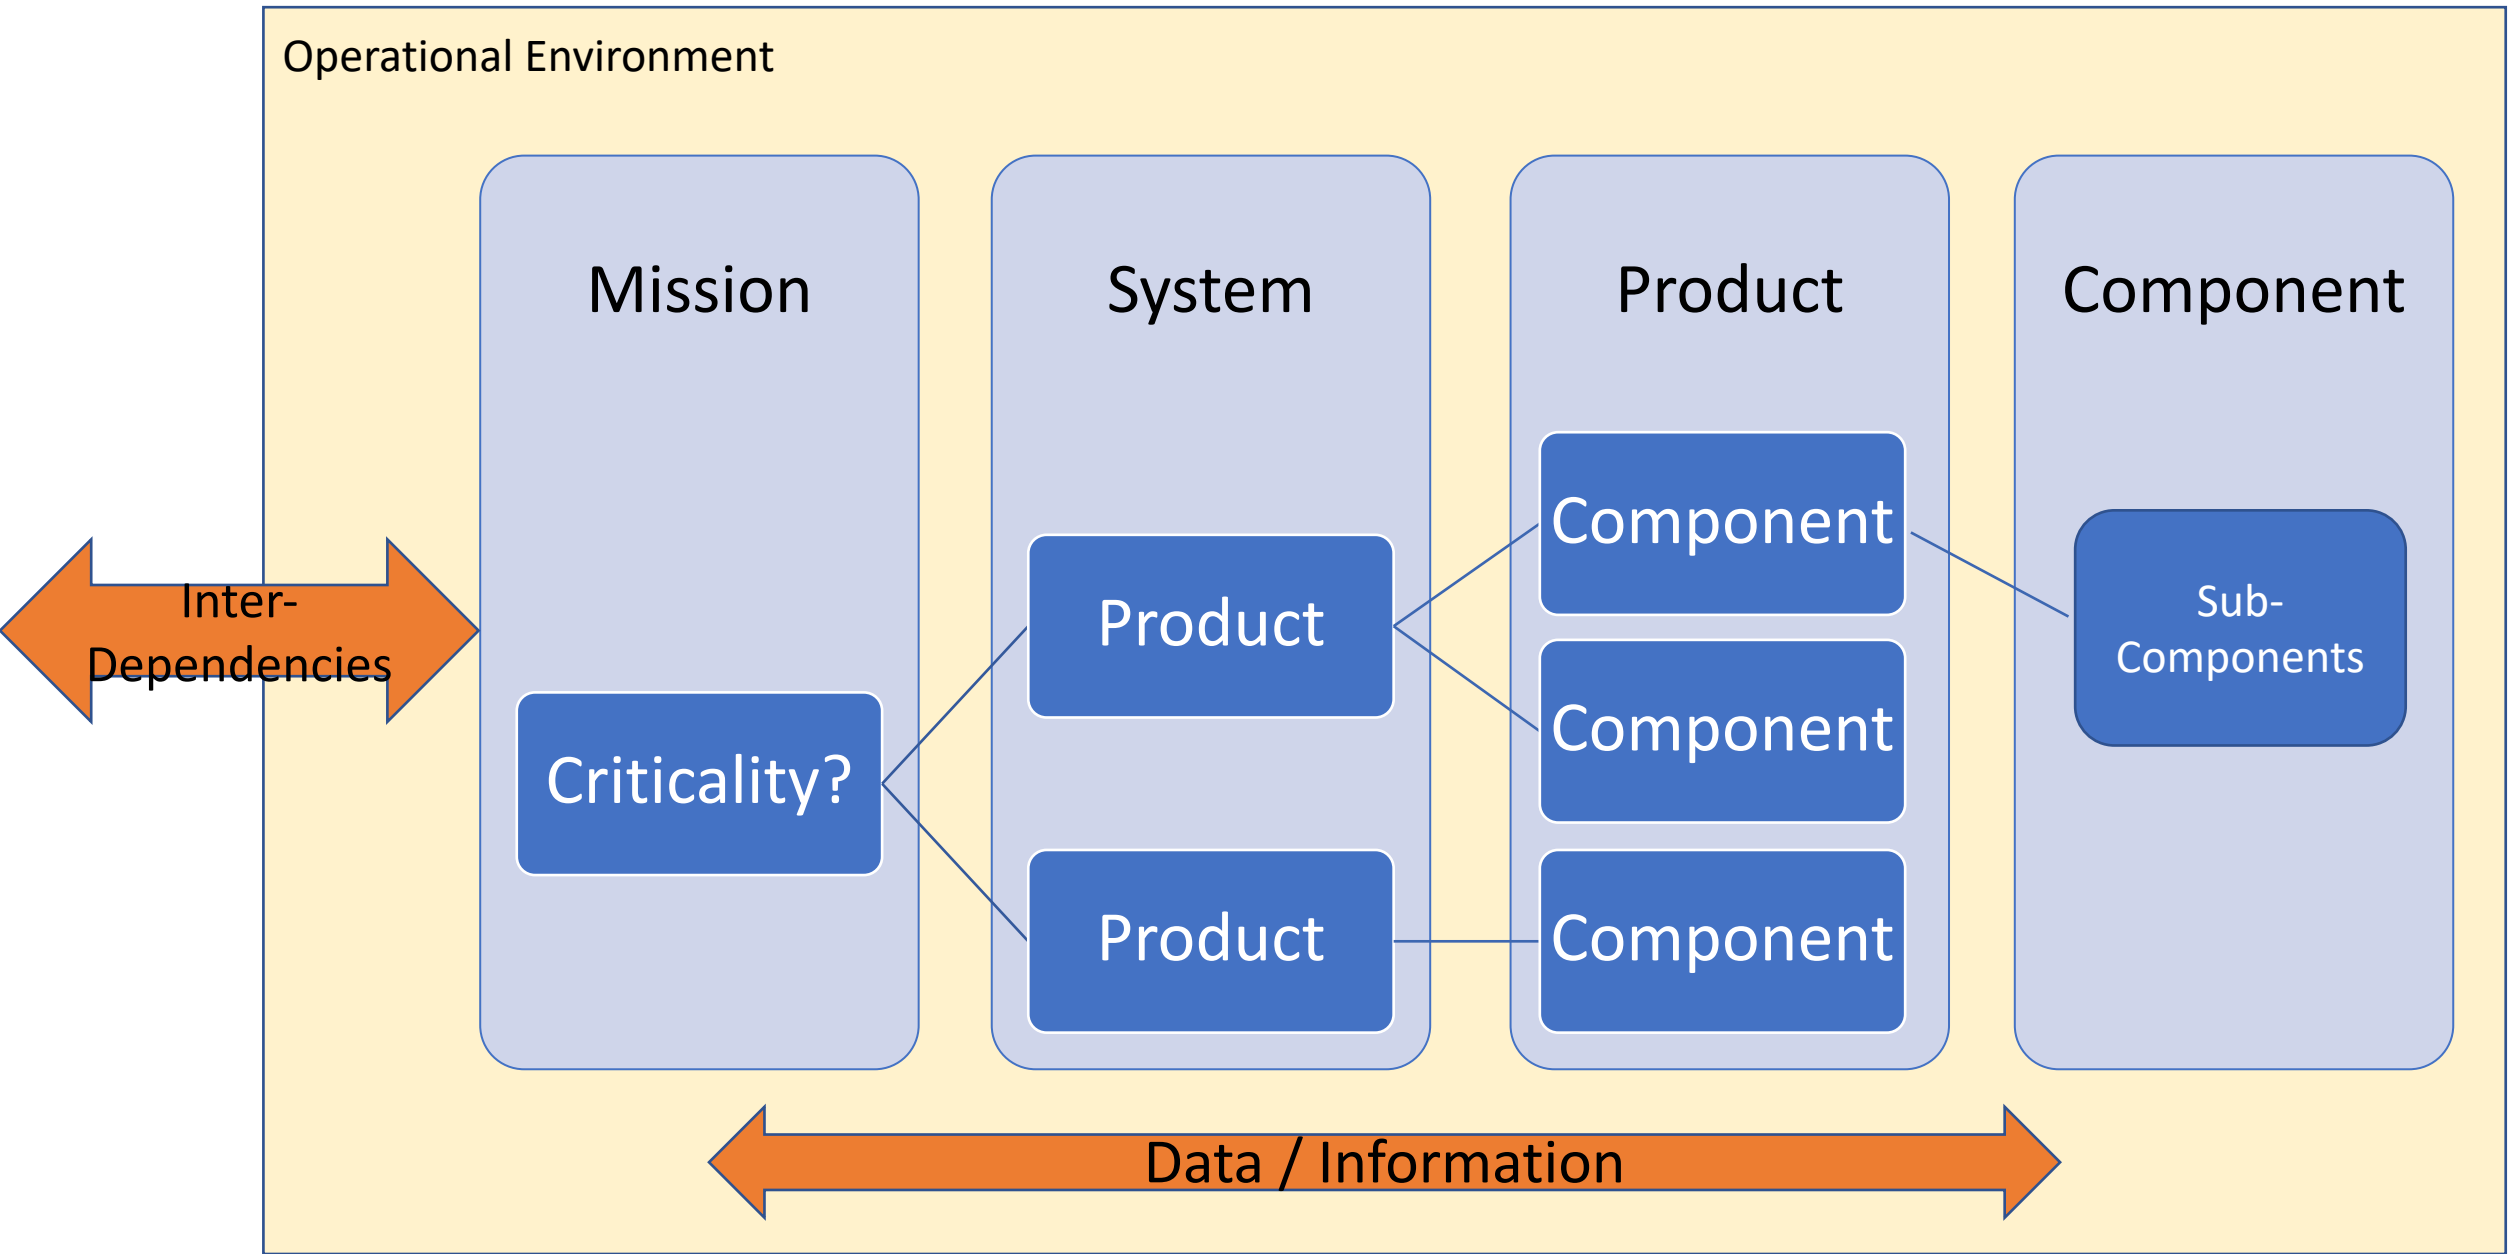 Operational Environment
Mission
System
Product
Component
Inter-
Dependencies
Criticality?
Product
Product
Component
Component
Component
Sub-
Components
Data / Information